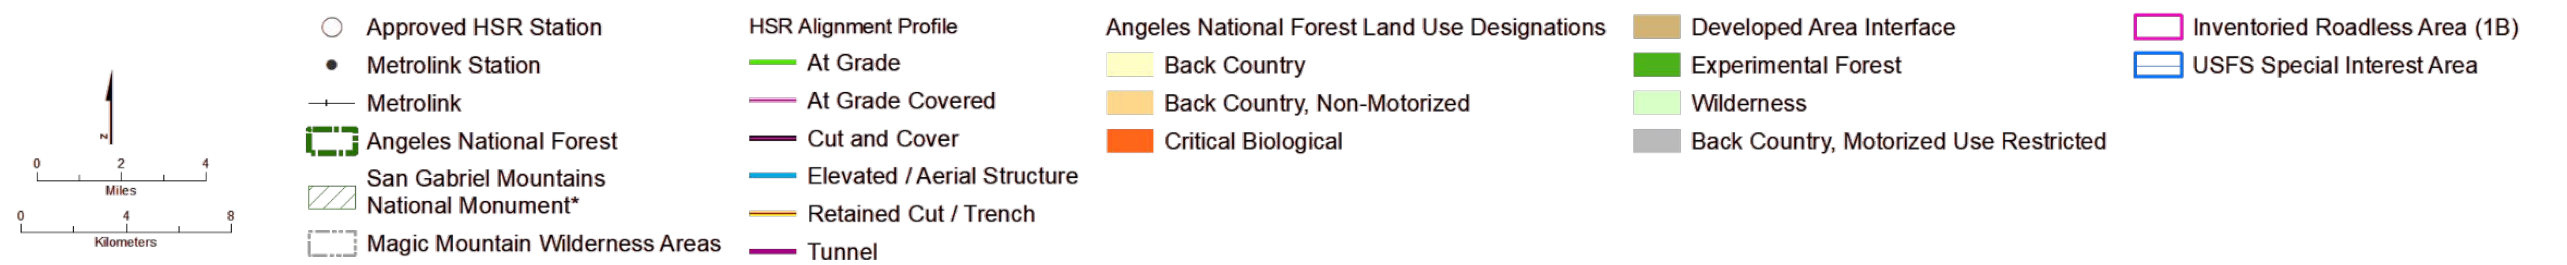 N
0 2 4
Miles
0 4 8
Kilometers
Approved HSR Station
Metrolink Station
Metrolink
Angeles National Forest
San Gabriel Mountains
National Monument*
Magic Mountain Wilderness Areas
HSR Alignment Profile
At Grade
At Grade Covered
Cut and Cover
Elevated / Aerial Structure
Retained Cut / Trench
Tunnel
Angeles National Forest Land Use Designations
Back Country
Back Country, Non-Motorized
Critical Biological
Developed Area Interface
Experimental Forest
Wilderness
Back Country, Motorized Use Restricted
Inventoried Roadless Area (1B)
USFS Special Interest Area